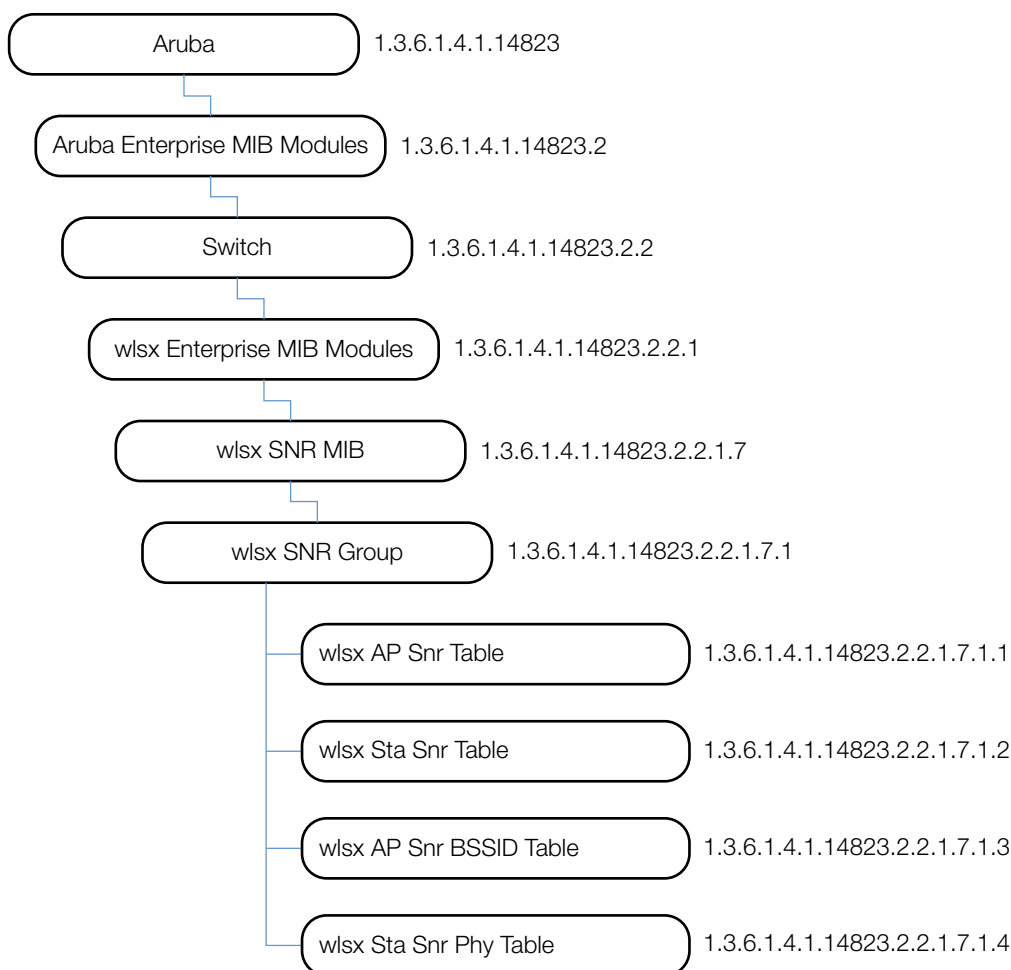 Aruba 1.3.6.1.4.1.14823
Aruba Enterprise MIB Modules 1.3.6.1.4.1.14823.2
Switch 1.3.6.1.4.1.14823.2.2
wlsx Enterprise MIB Modules 1.3.6.1.4.1.14823.2.2.1
wlsx SNR MIB 1.3.6.1.4.1.14823.2.2.1.7
wlsx SNR Group 1.3.6.1.4.1.14823.2.2.1.7.1
wlsx AP Snr Table 1.3.6.1.4.1.14823.2.2.1.7.1.1
wlsx Sta Snr Table 1.3.6.1.4.1.14823.2.2.1.7.1.2
wlsx AP Snr BSSID Table 1.3.6.1.4.1.14823.2.2.1.7.1.3
wlsx Sta Snr Phy Table 1.3.6.1.4.1.14823.2.2.1.7.1.4